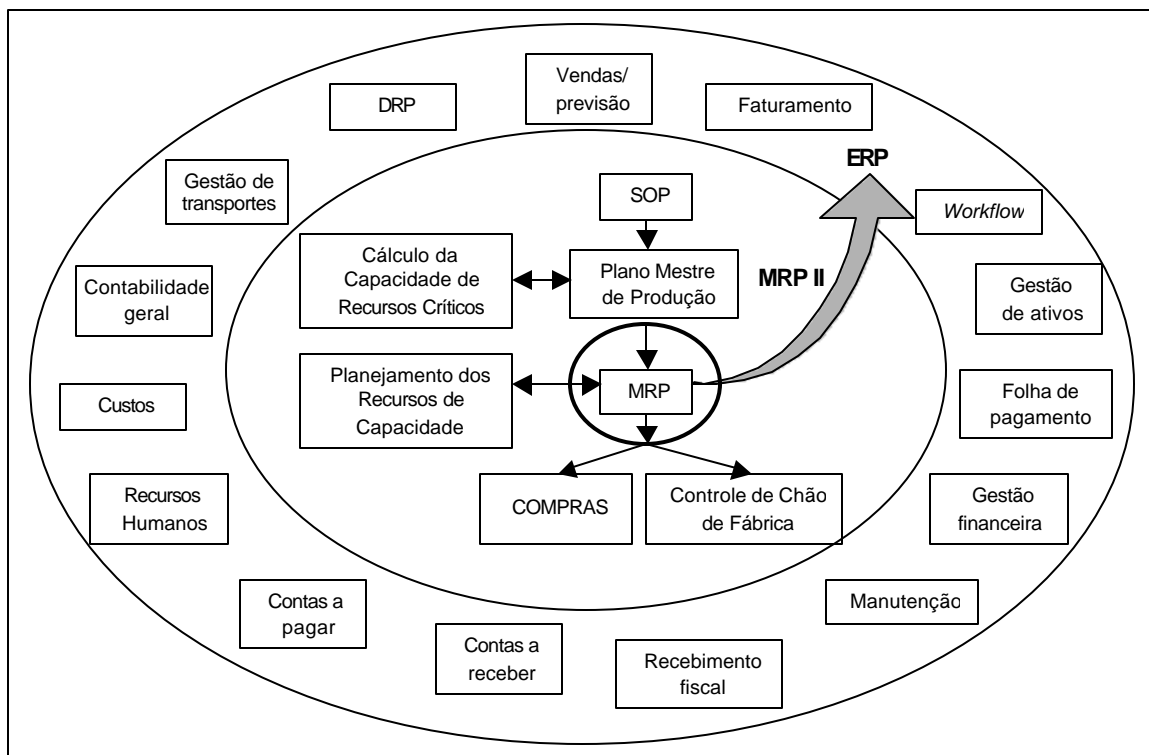 Vendas/
previsão
DRP
Faturamento
ERP
Gestão de
transportes
SOP
Workflow
Cálculo da
Capacidade de
Recursos Críticos
Plano Mestre
de Produção
MRP II
Contabilidade
geral
Gestão
de ativos
Planejamento dos
Recursos de
Capacidade
MRP
Custos
Folha de
pagamento
Recursos
Humanos
COMPRAS
Controle de Chão
de Fábrica
Gestão
financeira
Contas a
pagar
Manutenção
Contas a
receber
Recebimento
fiscal